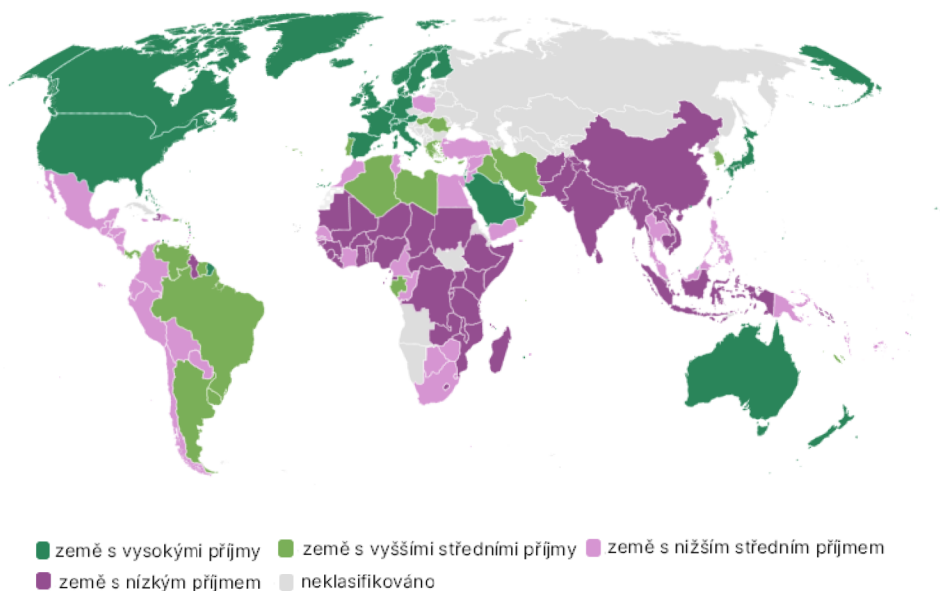 země s vysokými příjmy země s vyššími středními příjmy země s nižším středním příjmem
země s nízkým příjmem neklasifikováno